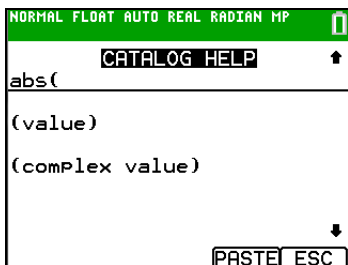 NORMAL FLOAT AUTO REAL RADIAN MP
CATALOG HELP
abs(
(value)
(complex value)
PASTE ESC